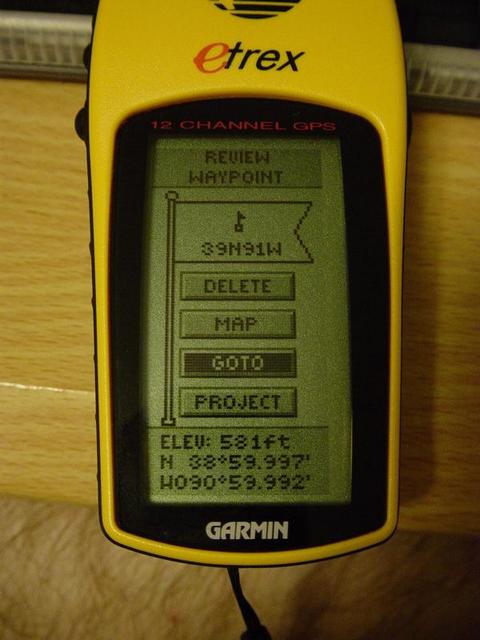 etrex
12 CHANNEL GPS
REVIEW
WAYPOINT
39N91W
DELETE
MAP
GOTO
PROJECT
ELEV: 581ft
N 38°59.997'
W090°59.992'
GARMIN